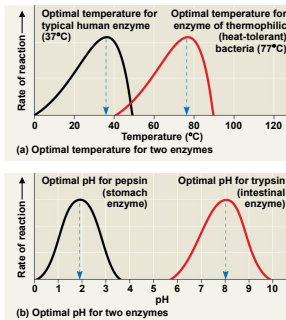 Optimal temperature for
typical human enzyme
(37°C)
Optimal temperature for
enzyme of thermophilic
(heat-tolerant)
bacteria (77°C)
Rate of reaction
0 20 40 60 80 100 120
Temperature (°C)
(a) Optimal temperature for two enzymes
Optimal pH for pepsin
(stomach
enzyme)
Optimal pH for trypsin
(intestinal
enzyme)
Rate of reaction
0 1 2 3 4 5 6 7 8 9 10
pH
(b) Optimal pH for two enzymes